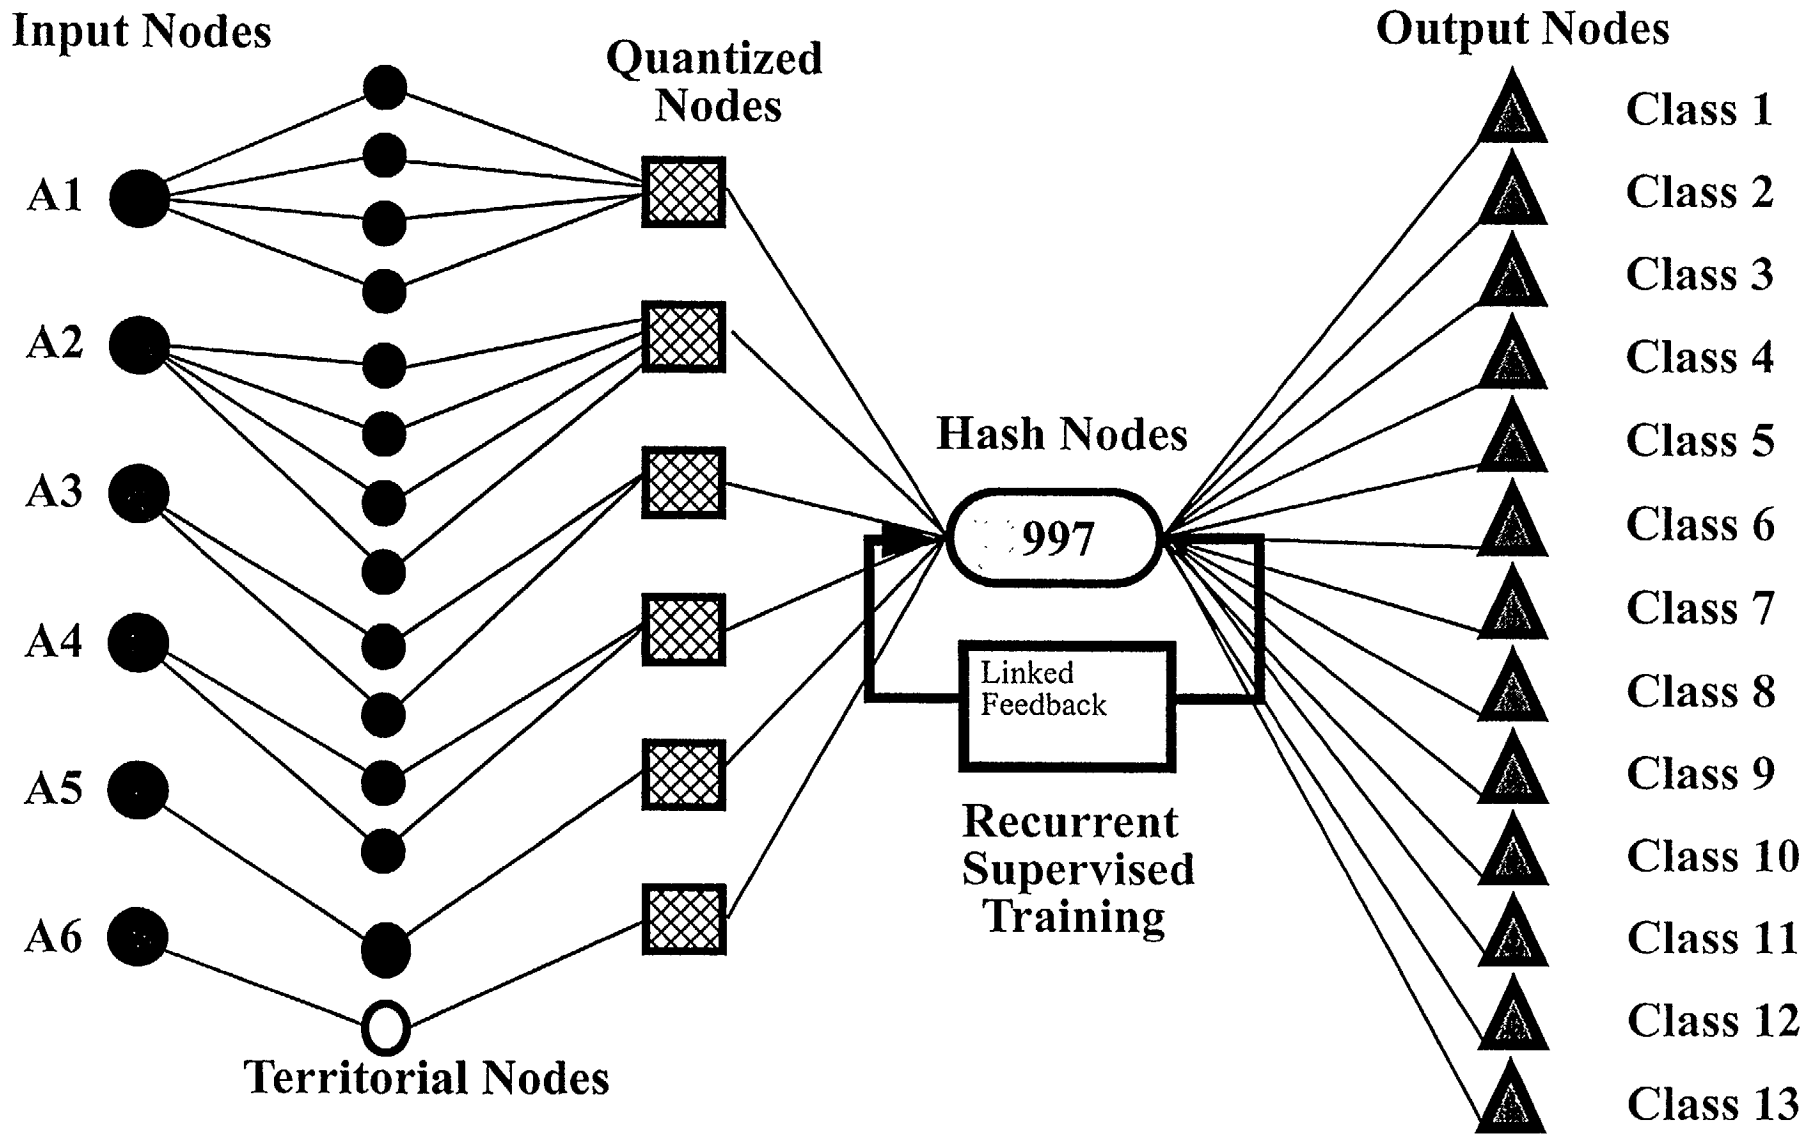 Input Nodes
Quantized
Nodes
Output Nodes
A1
A2
A3
A4
A5
A6
Territorial Nodes
Hash Nodes
997
Linked
Feedback
Recurrent
Supervised
Training
Class 1
Class 2
Class 3
Class 4
Class 5
Class 6
Class 7
Class 8
Class 9
Class 10
Class 11
Class 12
Class 13